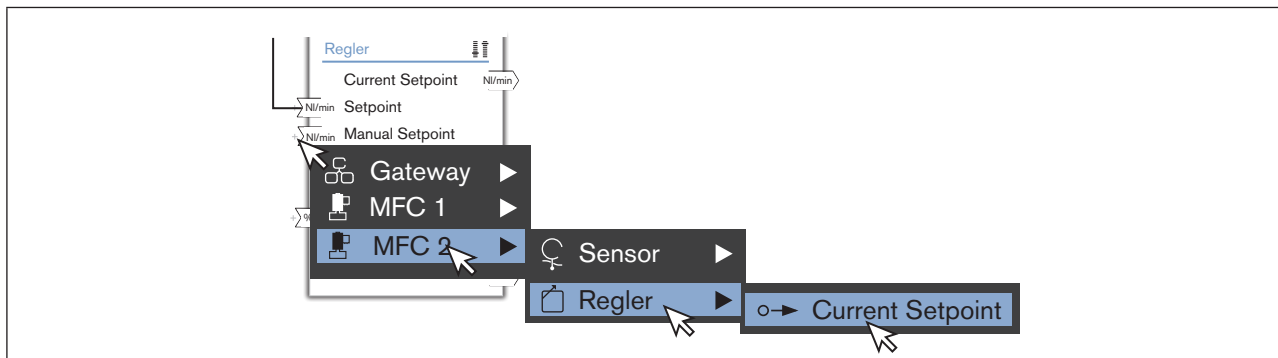 Regler
Current Setpoint Nl/min
Nl/min Setpoint
Nl/min Manual Setpoint
Gateway
MFC 1
%
MFC 2
Sensor
Regler
Current Setpoint